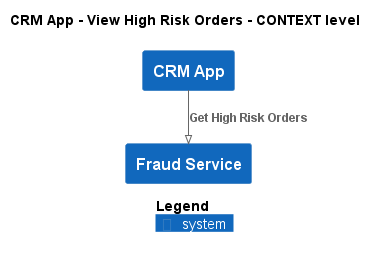 CRM App - View High Risk Orders - CONTEXT level
CRM App
Get High Risk Orders
Fraud Service
Legend
system